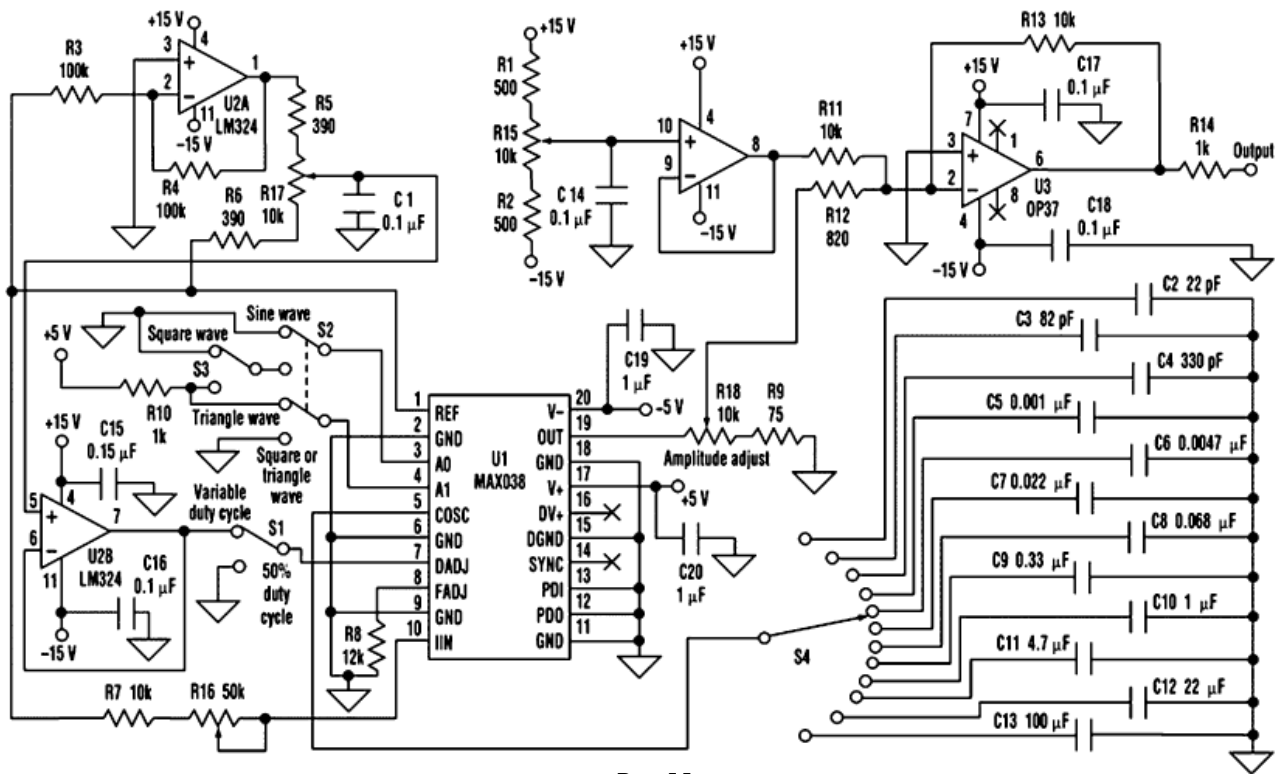 +15 V
R3
100k
3
+
2
−
4
1
11
U2A
LM324
−15 V
R4
100k
R5
390
R6
390
R17
10k
C 1
0.1 µF
+15 V
R1
500
R15
10k
R2
500
−15 V
C 14
0.1 µF
+15 V
10
+
9
−
4
8
11
−15 V
R11
10k
R12
820
R13 10k
+15 V
C17
0.1 µF
7
3
+
2
−
1
6
8
4
U3
OP37
−15 V
C18
0.1 µF
R14
1k
Output
Sine wave
S2
Square wave
S3
+5 V
R10
1k
Triangle wave
Square or
triangle
wave
+15 V
C15
0.15 µF
4
5
+
6
−
7
11
U2B
LM324
C16
0.1 µF
−15 V
Variable
duty cycle
S1
50%
duty
cycle
R8
12k
R7 10k
R16 50k
U1
MAX038
1 REF
2 GND
3 A0
4 A1
5 COSC
6 GND
7 DADJ
8 FADJ
9 GND
10 IIN
20 V−
19 OUT
18 GND
17 V+
16 DV+
15 DGND
14 SYNC
13 PDI
12 PDO
11 GND
C19
1 µF
−5 V
R18
10k
R9
75
Amplitude adjust
+5 V
C20
1 µF
S4
C2 22 pF
C3 82 pF
C4 330 pF
C5 0.001 µF
C6 0.0047 µF
C7 0.022 µF
C8 0.068 µF
C9 0.33 µF
C10 1 µF
C11 4.7 µF
C12 22 µF
C13 100 µF